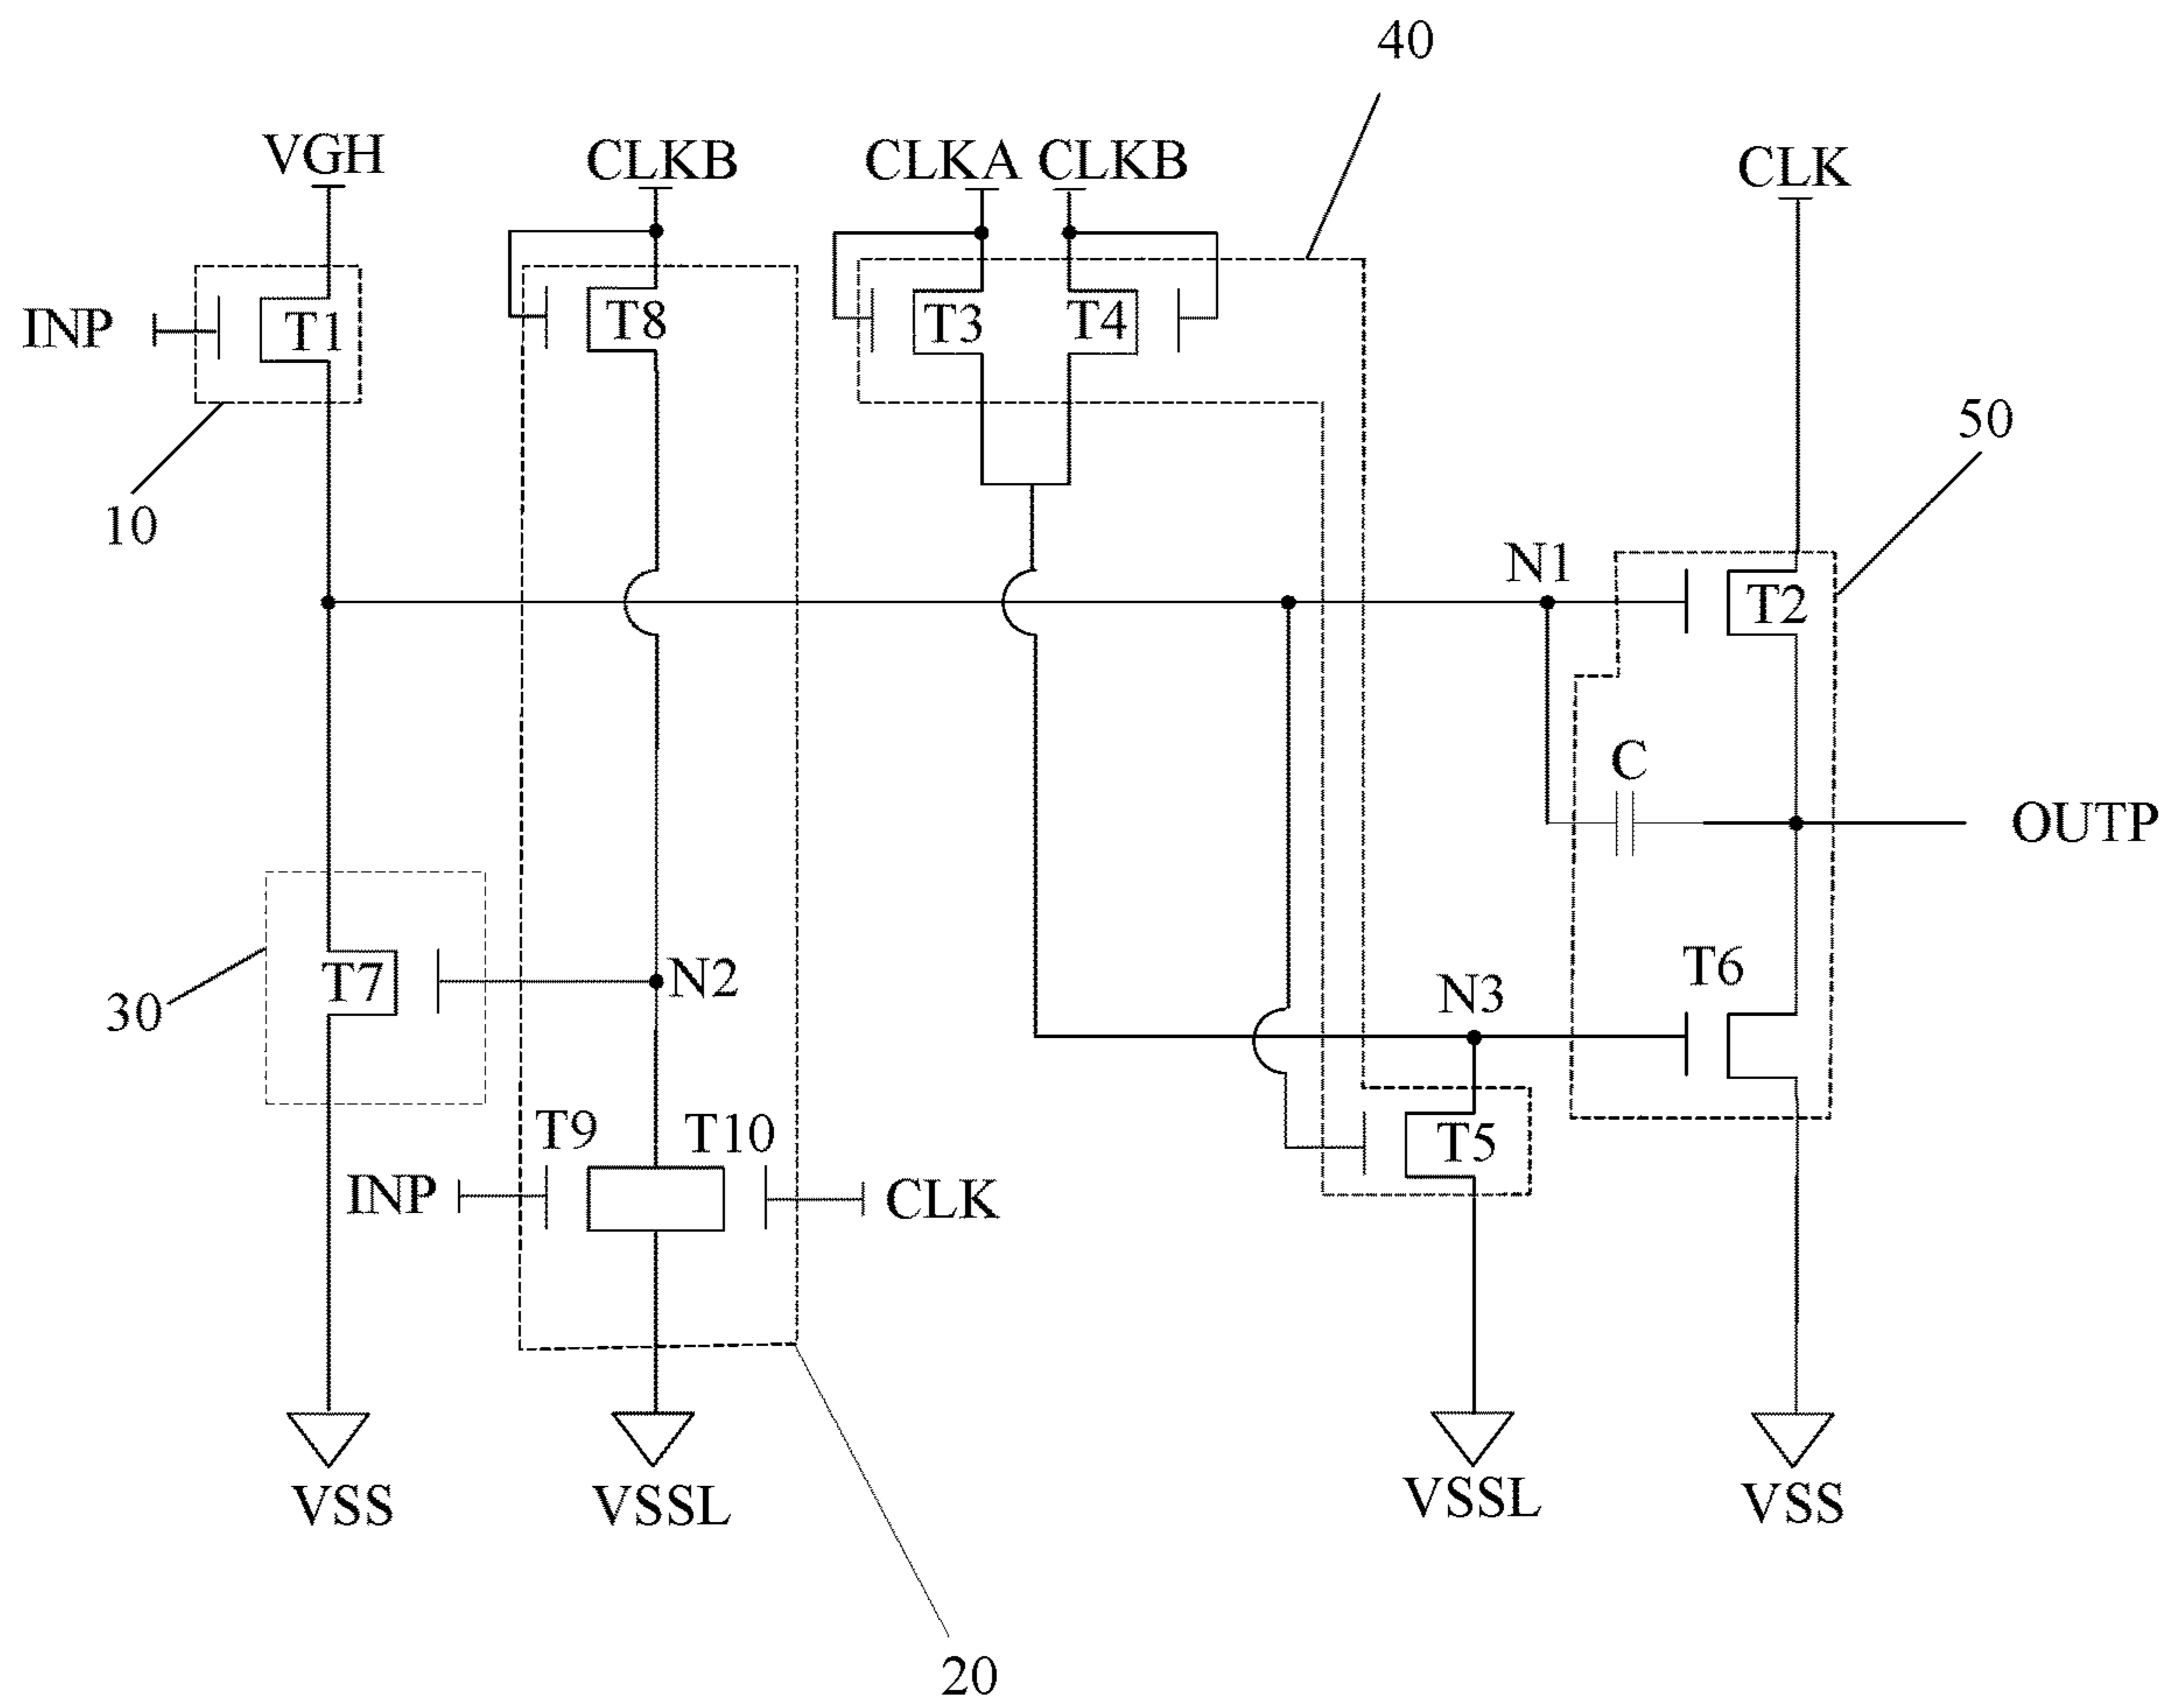 40
VGH
CLKB
CLKA
CLKB
CLK
INP
T1
T8
T3
T4
50
10
N1
T2
C
OUTP
T7
N2
T6
N3
30
T9
T10
T5
INP
CLK
VSS
VSSL
VSSL
VSS
20